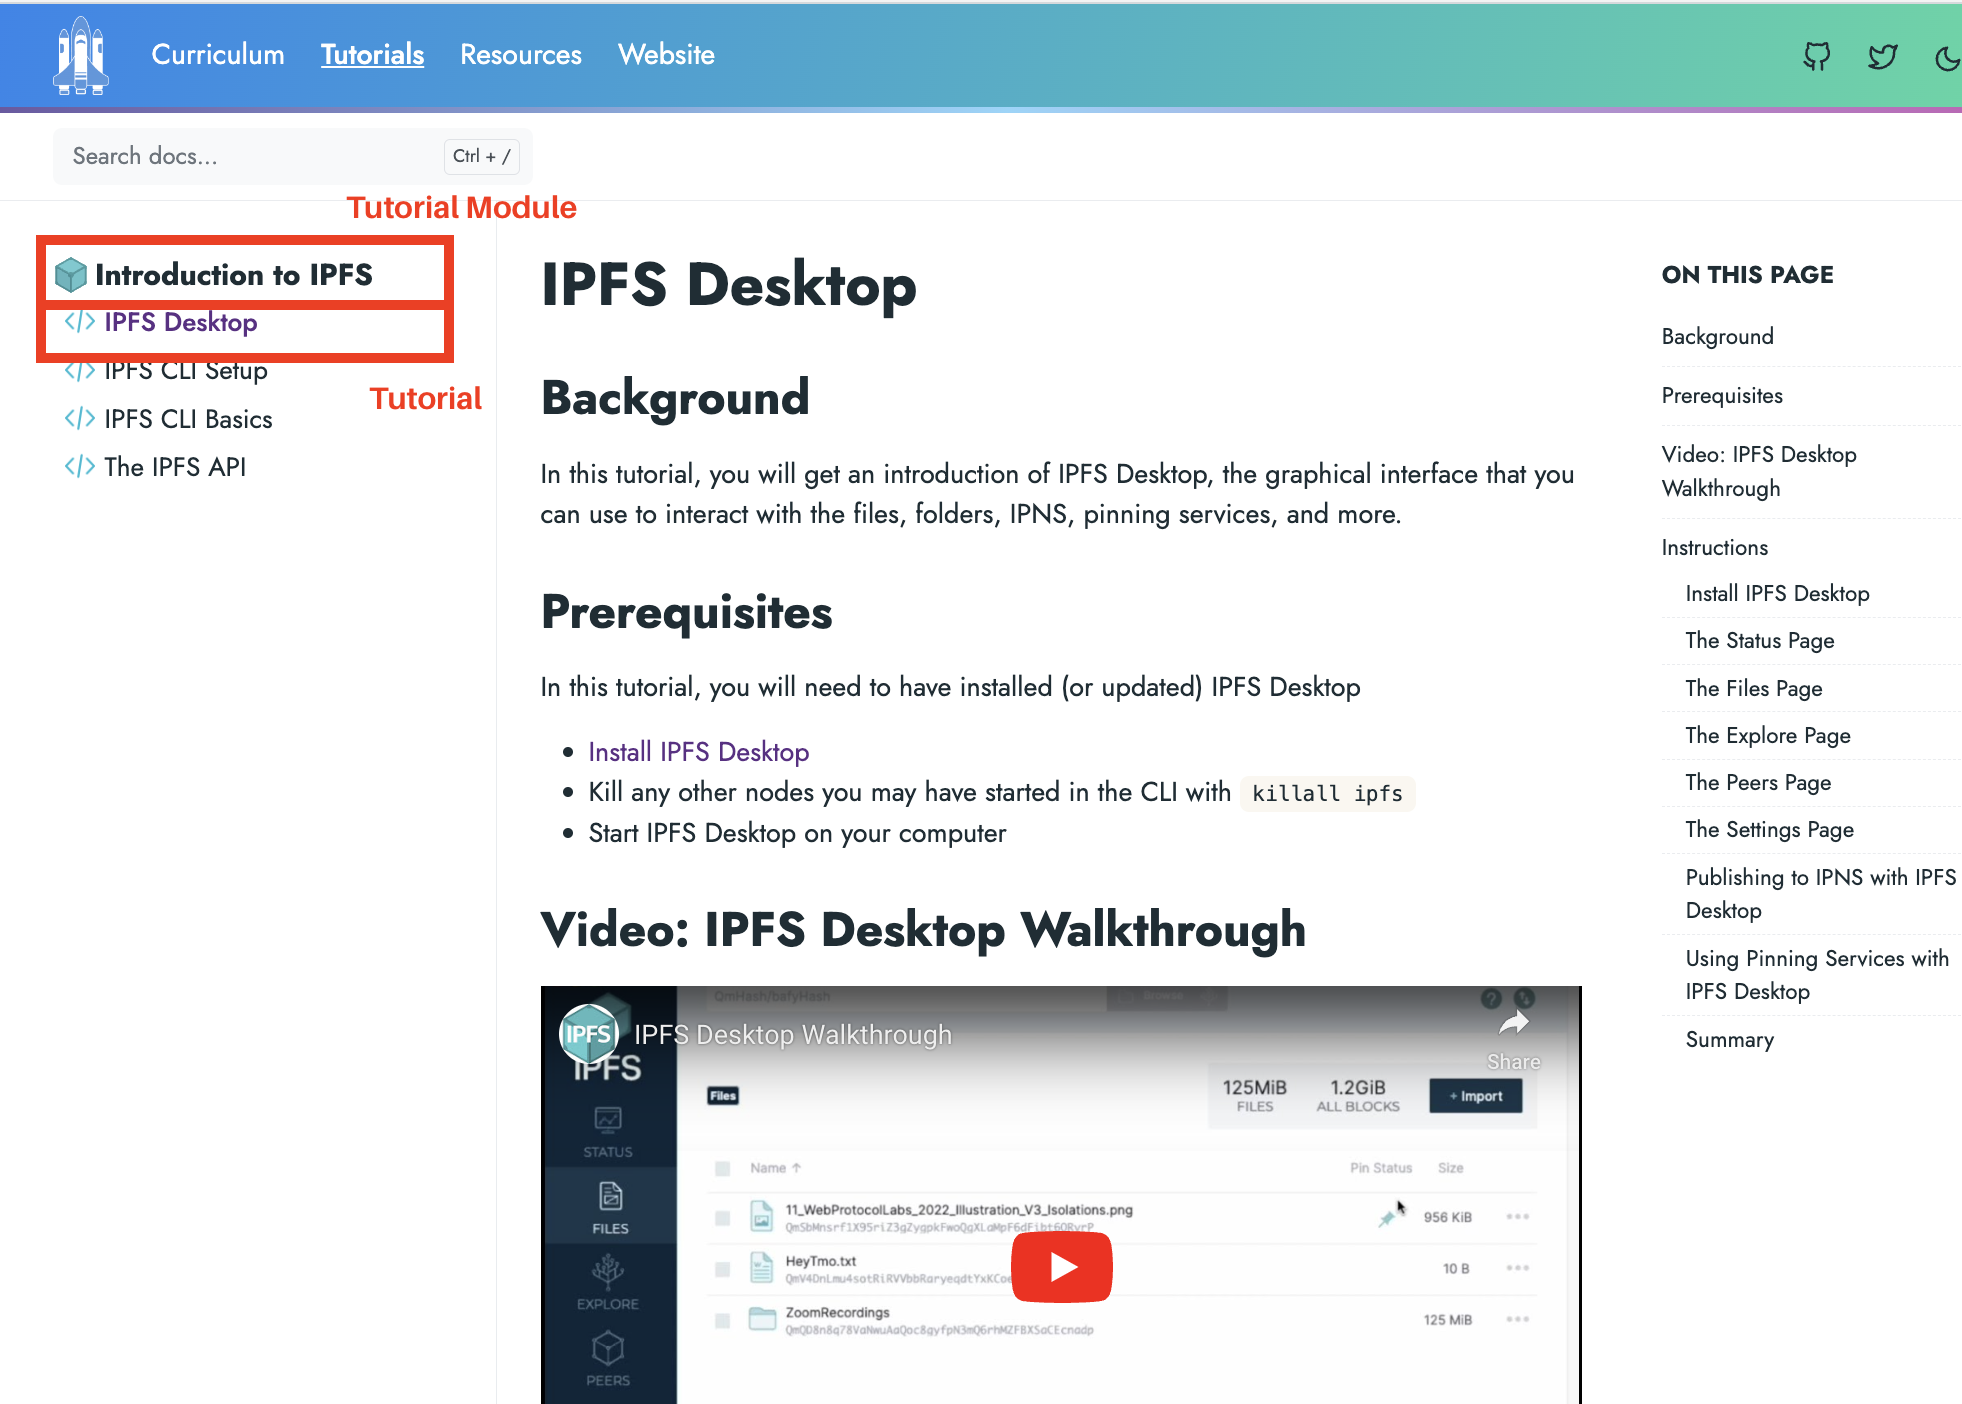 Curriculum Tutorials Resources Website
Search docs... Ctrl + /
Tutorial Module
Introduction to IPFS
IPFS Desktop
IPFS CLI Setup
Tutorial
IPFS CLI Basics
The IPFS API
IPFS Desktop
Background
In this tutorial, you will get an introduction of IPFS Desktop, the graphical interface that you
can use to interact with the files, folders, IPNS, pinning services, and more.
Prerequisites
In this tutorial, you will need to have installed (or updated) IPFS Desktop
Install IPFS Desktop
Kill any other nodes you may have started in the CLI with killall ipfs
Start IPFS Desktop on your computer
Video: IPFS Desktop Walkthrough
QmHash/bafyHash Browse
IPFS IPFS Desktop Walkthrough
Share
IPFS
STATUS
FILES
EXPLORE
PEERS
Files
125MiB 1.2GiB + Import
FILES ALL BLOCKS
Name ↑ Pin Status Size
11_WebProtocolLabs_2022_Illustration_V3_Isolations.png 956 KiB
HeyTmo.txt 10 B
ZoomRecordings 125 MiB
ON THIS PAGE
Background
Prerequisites
Video: IPFS Desktop
Walkthrough
Instructions
Install IPFS Desktop
The Status Page
The Files Page
The Explore Page
The Peers Page
The Settings Page
Publishing to IPNS with IPFS
Desktop
Using Pinning Services with
IPFS Desktop
Summary